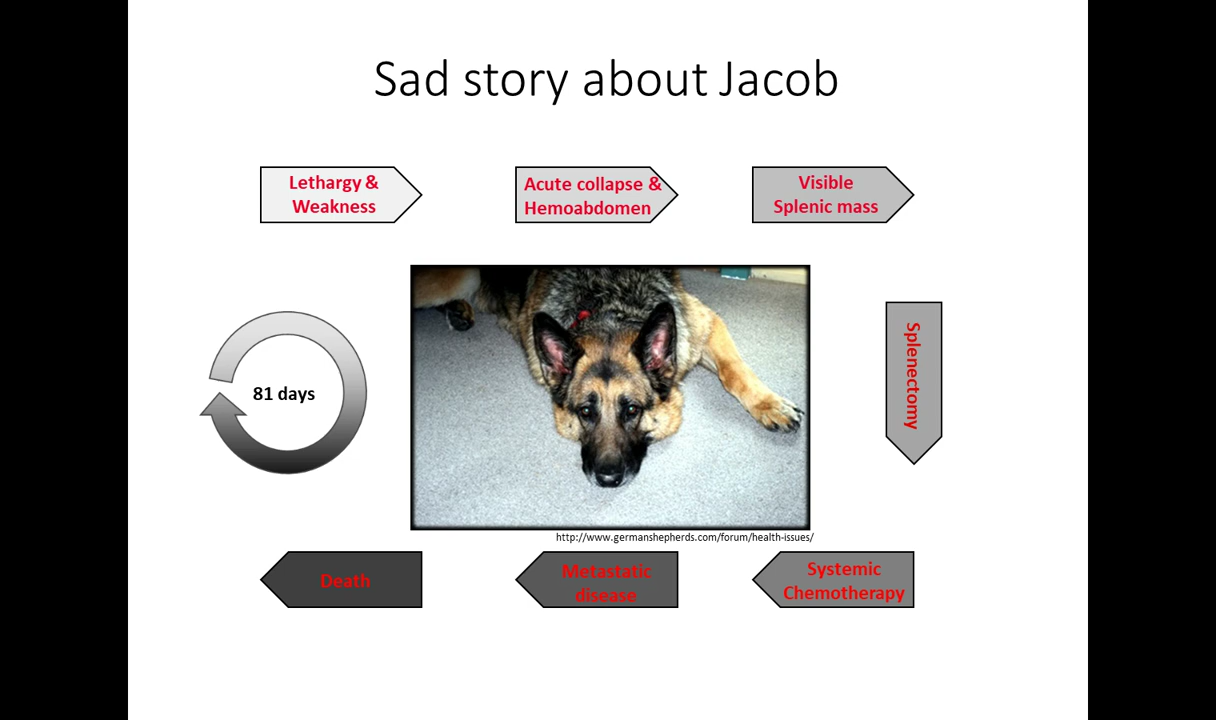 Sad story about Jacob
Lethargy &
Weakness
Acute collapse &
Hemoabdomen
Visible
Splenic mass
Splenectomy
81 days
http://www.germanshepherds.com/forum/health-issues/
Systemic
Chemotherapy
Metastatic
disease
Death